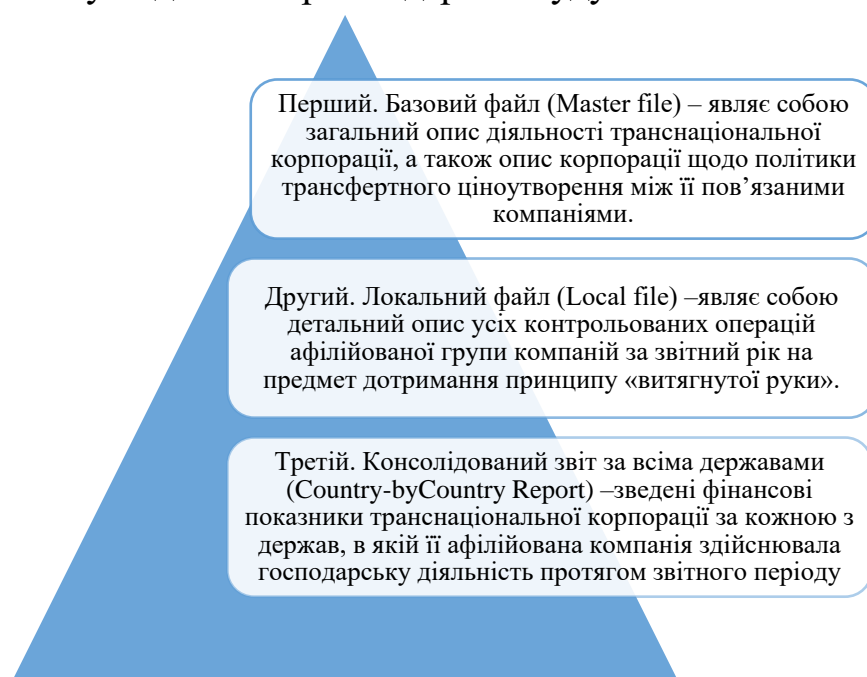 Перший. Базовий файл (Master file) – являє собою
загальний опис діяльності транснаціональної
корпорації, а також опис корпорації щодо політики
трансфертного ціноутворення між її пов’язаними
компаніями.
Другий. Локальний файл (Local file) –являє собою
детальний опис усіх контрольованих операцій
афілійованої групи компаній за звітний рік на
предмет дотримання принципу «витягнутої руки».
Третій. Консолідований звіт за всіма державами
(Country-byCountry Report) –зведені фінансові
показники транснаціональної корпорації за кожною з
держав, в якій її афілійована компанія здійснювала
господарську діяльність протягом звітного періоду